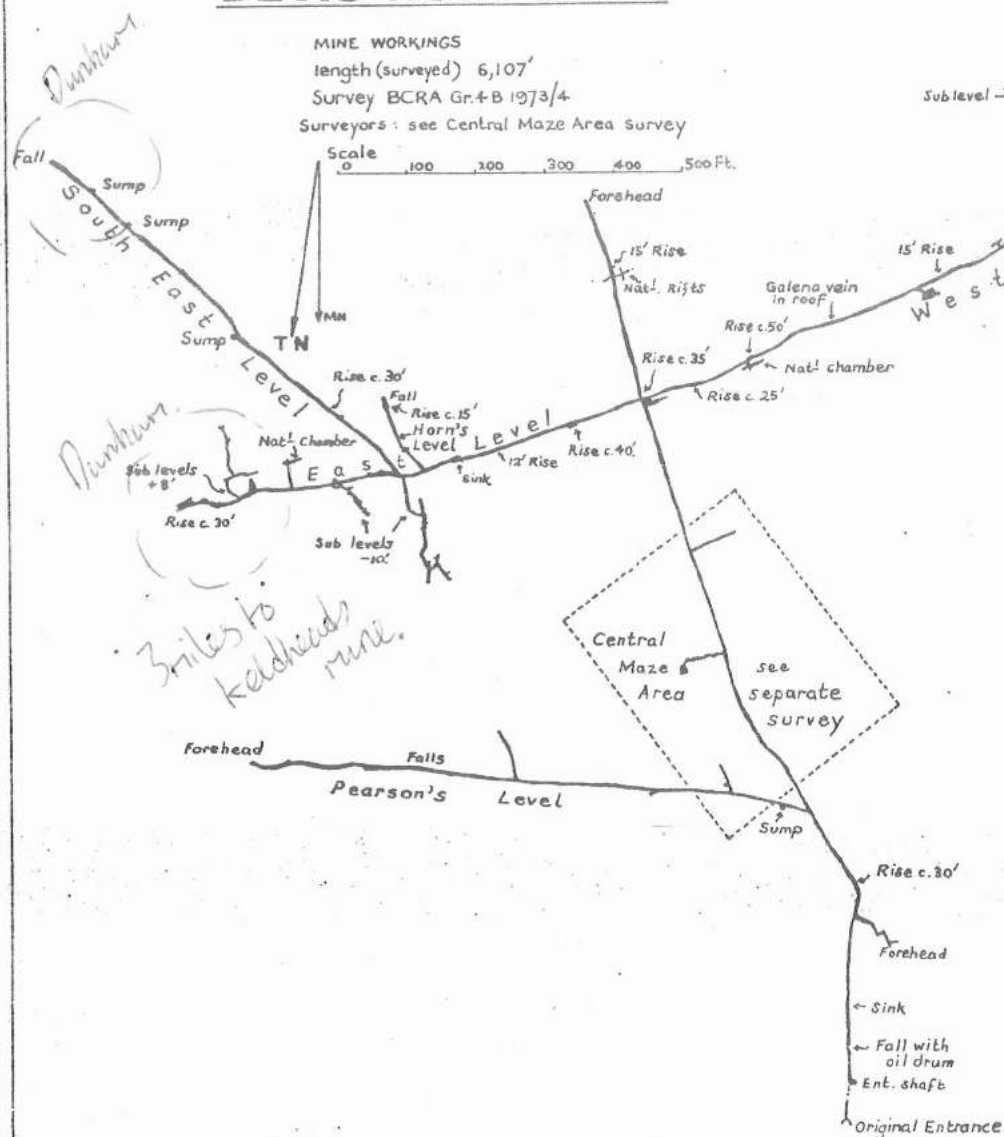 MINE WORKINGS
length (surveyed) 6,107'
Survey BCRA Gr.4-B 1973/4
Surveyors : see Central Maze Area survey
Sub level
Scale
0 100 200 300 400 500 Ft.
Dunham
Fall
Sump
Sump
South East Level
Sump
TN
MN
Forehead
15' Rise
Natl. Rifts
15' Rise
Galena vein
in roof
West
Rise c.50'
Natl chamber
Rise c.35'
Rise c.25'
Rise c.30'
Fall
Rise c.15'
Horn's
Level
East Level
Rise c.40'
12' Rise
Sink
Dunham
Natl Chamber
Sub levels
+8'
Rise c.20'
Sub levels
-10'
3 miles to
Keldheads
mine.
Central
Maze
Area
see
separate
survey
Forehead
Falls
Pearson's Level
Sump
Rise c.30'
Forehead
Sink
Fall with
oil drum
Ent. shaft
Original Entrance